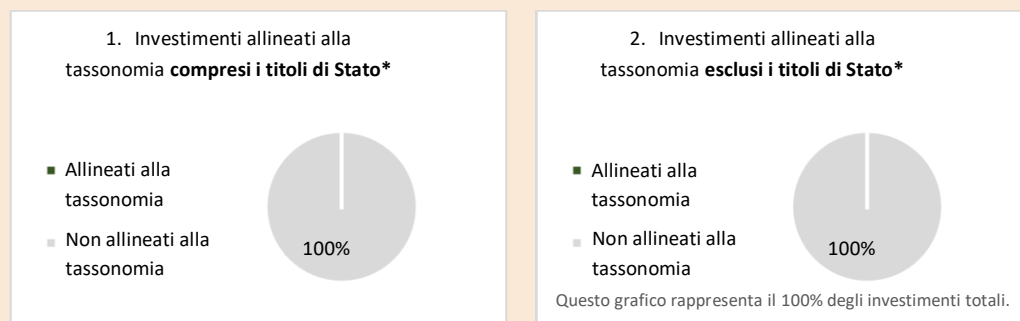 1. Investimenti allineati alla
tassonomia compresi i titoli di Stato*
Allineati alla
tassonomia
Non allineati alla
tassonomia
100%
2. Investimenti allineati alla
tassonomia esclusi i titoli di Stato*
Allineati alla
tassonomia
Non allineati alla
tassonomia
100%
Questo grafico rappresenta il 100% degli investimenti totali.